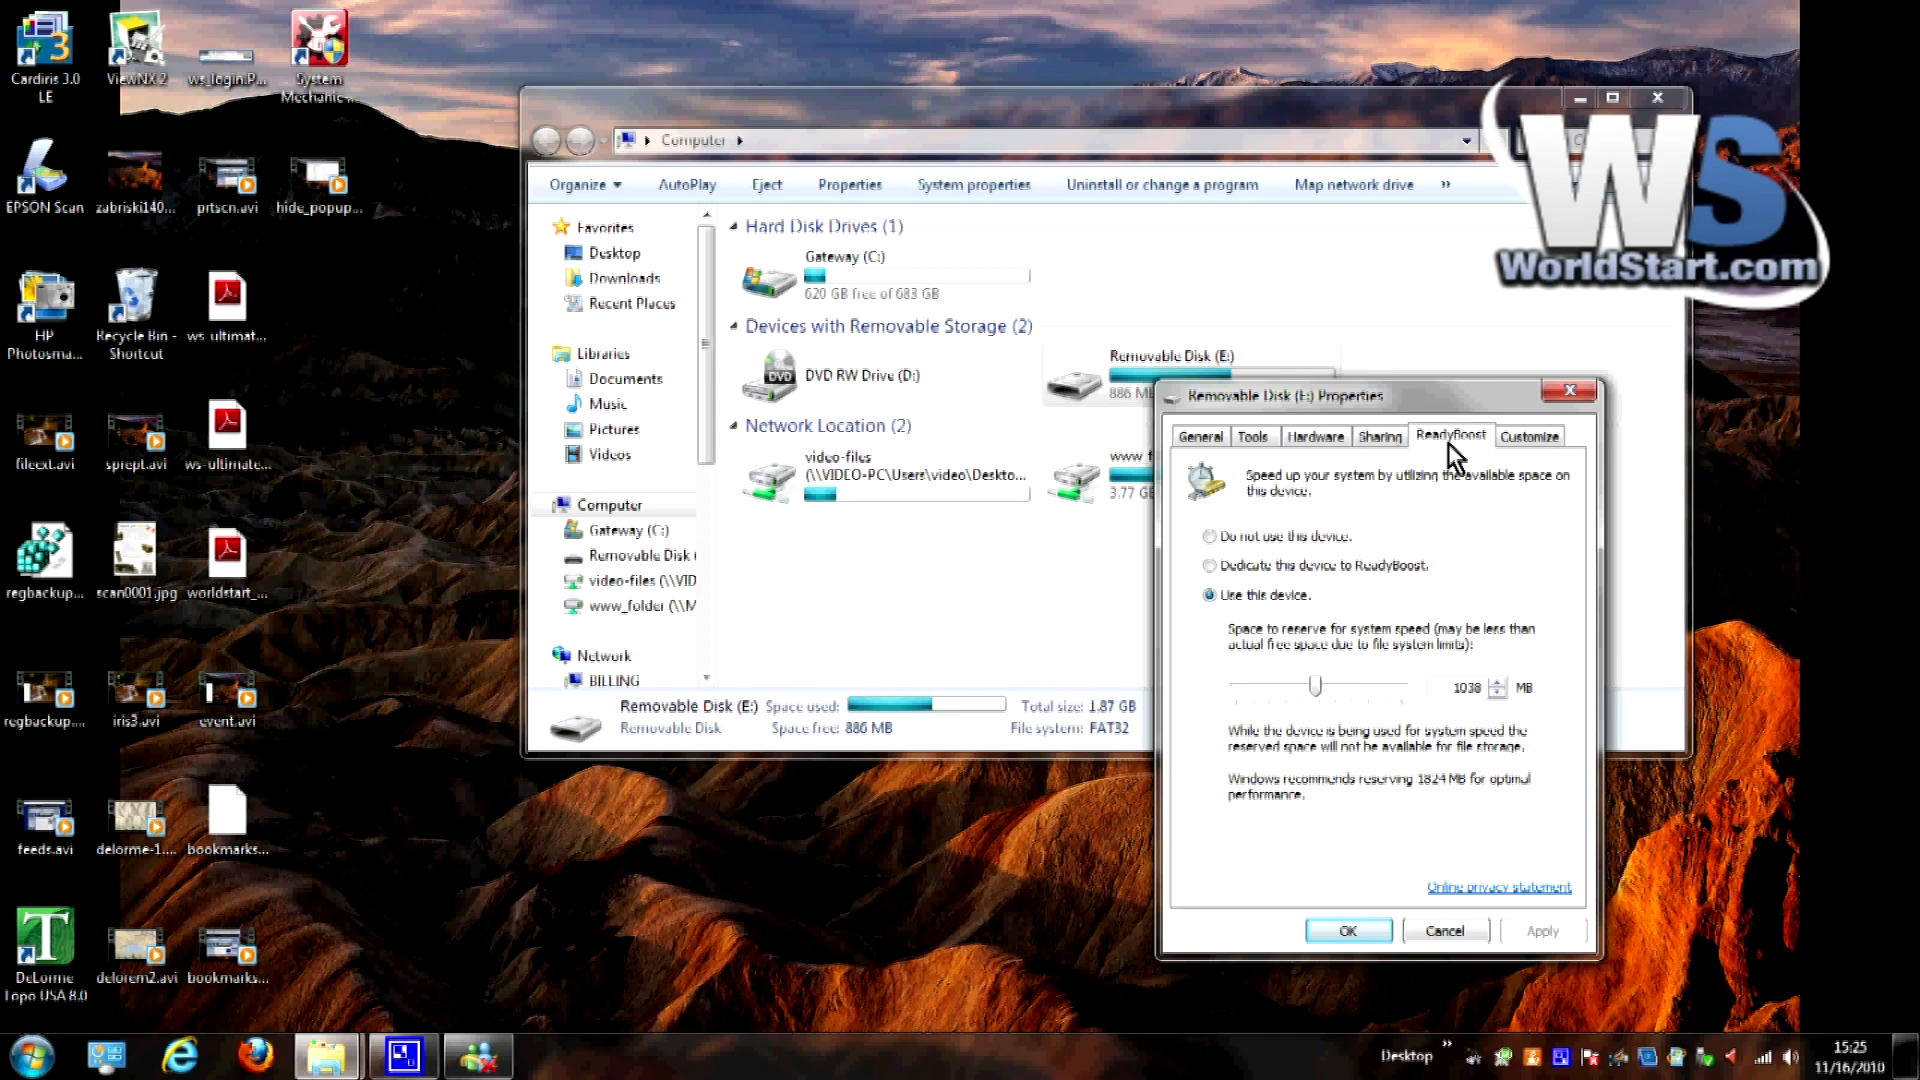 Cardiris 3.0
LE
ViewNX 2
ws_login.P...
System
Mechanic ...
EPSON Scan
zabriski140...
prtscn.avi
hide_popup...
HP
Photosma...
Recycle Bin -
Shortcut
ws-ultimat...
fileext.avi
sprept.avi
ws-ultimate...
regbackup...
scan0001.jpg
worldstart_...
regbackup....
iris3.avi
event.avi
feeds.avi
delorme-1....
bookmarks...
DeLorme
Topo USA 8.0
delorem2.avi
bookmarks...
Computer
Organize
AutoPlay
Eject
Properties
System properties
Uninstall or change a program
Map network drive
»
WS
WorldStart.com
Favorites
Desktop
Downloads
Recent Places
Libraries
Documents
Music
Pictures
Videos
Computer
Gateway (C:)
Removable Disk (
video-files (\\VID
www_folder (\\M
Network
BILLING
Hard Disk Drives (1)
Gateway (C:)
620 GB free of 683 GB
Devices with Removable Storage (2)
DVD RW Drive (D:)
DVD
Removable Disk (E:)
886 MB
Network Location (2)
video-files
(\\VIDEO-PC\Users\video\Deskto...
www_f
3.77 GB
Removable Disk (E:) Space used: Total size: 1.87 GB
Removable Disk Space free: 886 MB File system: FAT32
Removable Disk (E:) Properties
General Tools Hardware Sharing ReadyBoost Customize
Speed up your system by utilizing the available space on
this device.
Do not use this device.
Dedicate this device to ReadyBoost.
Use this device.
Space to reserve for system speed (may be less than
actual free space due to file system limits):
1038 MB
While the device is being used for system speed the
reserved space will not be available for file storage.
Windows recommends reserving 1824 MB for optimal
performance.
Online privacy statement
OK Cancel Apply
Desktop »
15:25
11/16/2010